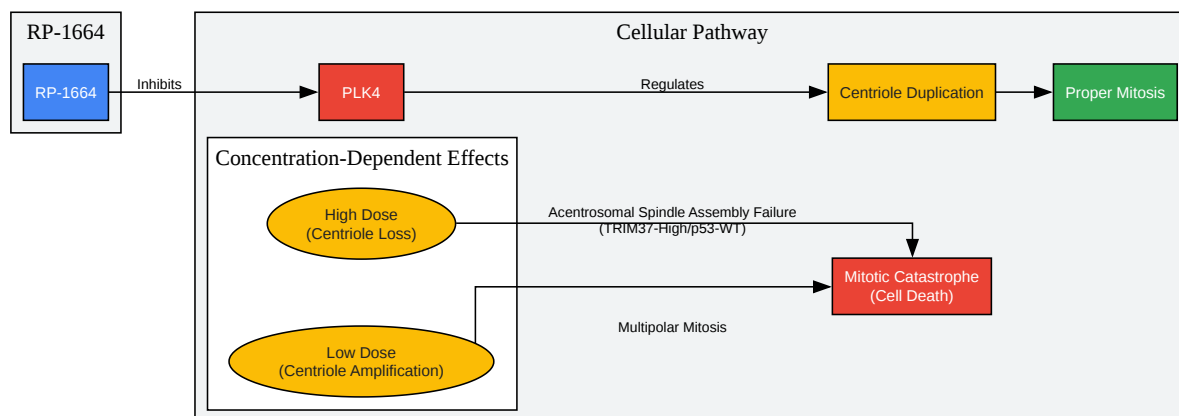 RP-1664
Cellular Pathway
RP-1664
Inhibits
PLK4
Regulates
Centriole Duplication
Proper Mitosis
Concentration-Dependent Effects
High Dose
(Centriole Loss)
Acentrosomal Spindle Assembly Failure
(TRIM37-High/p53-WT)
Mitotic Catastrophe
(Cell Death)
Multipolar Mitosis
Low Dose
(Centriole Amplification)